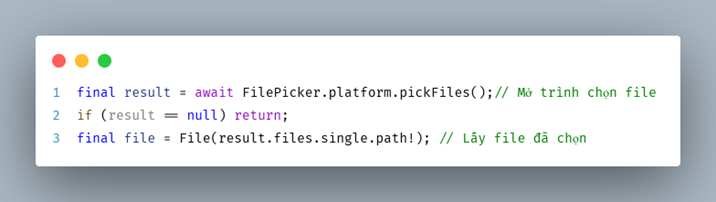 1 final result = await FilePicker.platform.pickFiles();// Mở trình chọn file
2 if (result == null) return;
3 final file = File(result.files.single.path!); // Lấy file đã chọn